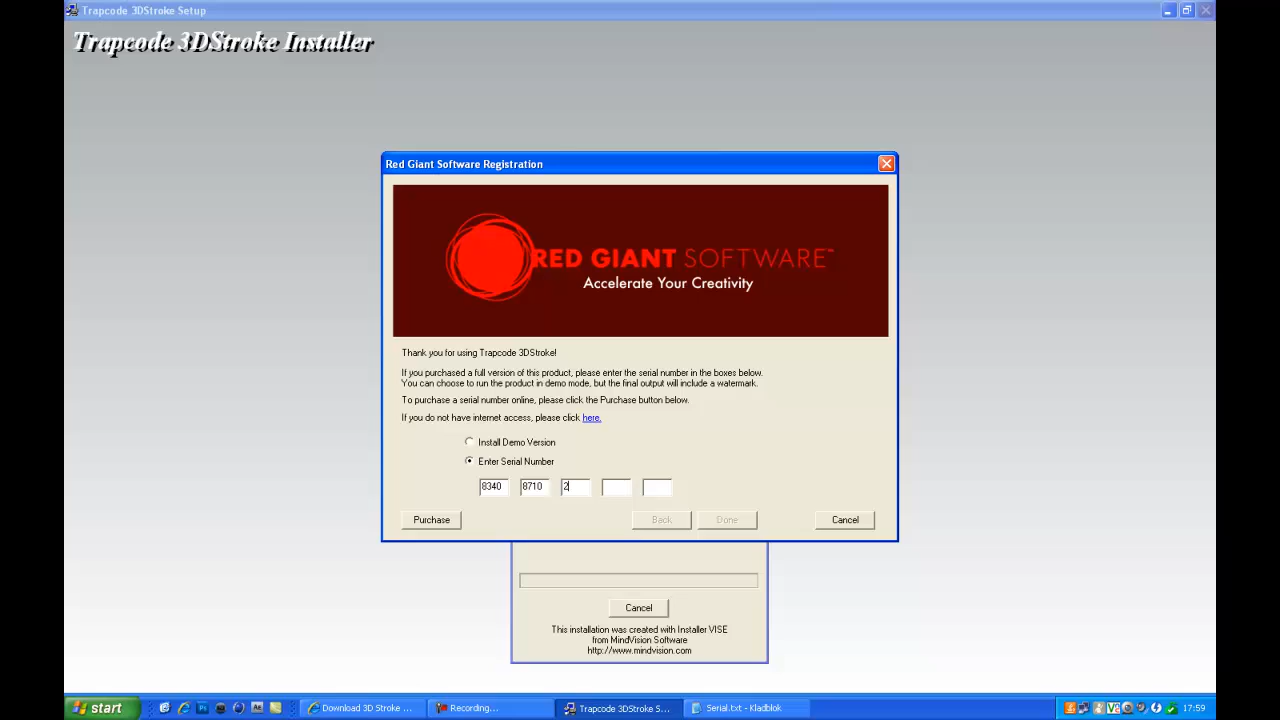 Trapcode 3DStroke Setup
Trapcode 3DStroke Installer
Red Giant Software Registration
RED GIANT SOFTWARE™
Accelerate Your Creativity
Thank you for using Trapcode 3DStroke!
If you purchased a full version of this product, please enter the serial number in the boxes below.
You can choose to run the product in demo mode, but the final output will include a watermark.
To purchase a serial number online, please click the Purchase button below.
If you do not have internet access, please click here.
Install Demo Version
Enter Serial Number
8340 8710 2
Purchase Back Done Cancel
Cancel
This installation was created with Installer VISE
from MindVision Software
http://www.mindvision.com
start Download 3D Stroke ... Recording... Trapcode 3DStroke S... Serial.txt - Kladblok 17:59